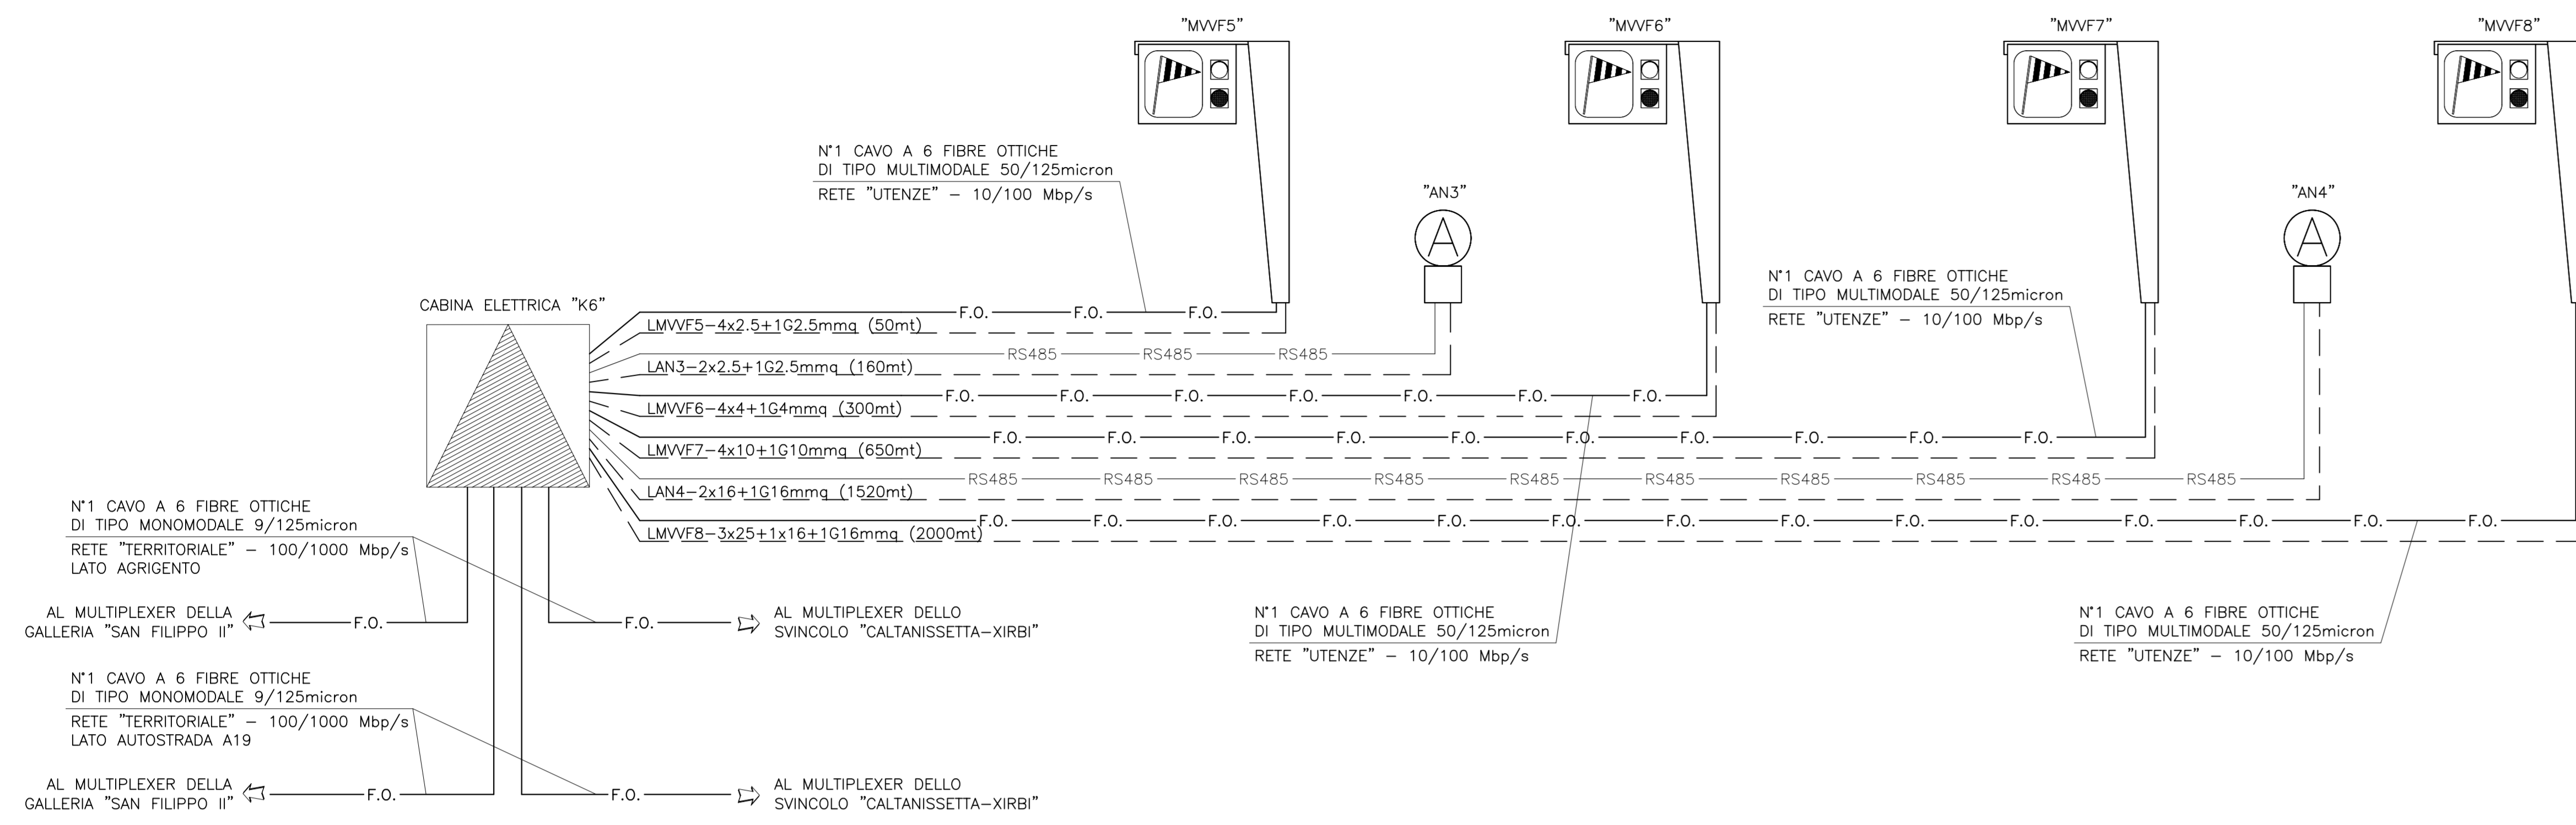 "MVVF5"
"MVVF6"
"MVVF7"
"MVVF8"
N°1 CAVO A 6 FIBRE OTTICHE
DI TIPO MULTIMODALE 50/125micron
RETE "UTENZE" – 10/100 Mbp/s
"AN3"
A
"AN4"
A
N°1 CAVO A 6 FIBRE OTTICHE
DI TIPO MULTIMODALE 50/125micron
RETE "UTENZE" – 10/100 Mbp/s
CABINA ELETTRICA "K6"
F.O. F.O. F.O.
LMVVF5–4x2.5+1G2.5mmq (50mt)
RS485 RS485 RS485
LAN3–2x2.5+1G2.5mmq (160mt)
F.O. F.O. F.O. F.O. F.O. F.O. F.O.
LMVVF6–4x4+1G4mmq (300mt)
F.O. F.O. F.O. F.O. F.O. F.O. F.O. F.O. F.O. F.O.
LMVVF7–4x10+1G10mmq (650mt)
RS485 RS485 RS485 RS485 RS485 RS485 RS485 RS485 RS485 RS485
LAN4–2x16+1G16mmq (1520mt)
F.O. F.O. F.O. F.O. F.O. F.O. F.O. F.O. F.O. F.O. F.O. F.O. F.O. F.O.
LMVVF8–3x25+1x16+1G16mmq (2000mt)
N°1 CAVO A 6 FIBRE OTTICHE
DI TIPO MONOMODALE 9/125micron
RETE "TERRITORIALE" – 100/1000 Mbp/s
LATO AGRIGENTO
AL MULTIPLEXER DELLA
GALLERIA "SAN FILIPPO II"
F.O.
F.O.
AL MULTIPLEXER DELLO
SVINCOLO "CALTANISSETTA–XIRBI"
N°1 CAVO A 6 FIBRE OTTICHE
DI TIPO MULTIMODALE 50/125micron
RETE "UTENZE" – 10/100 Mbp/s
N°1 CAVO A 6 FIBRE OTTICHE
DI TIPO MULTIMODALE 50/125micron
RETE "UTENZE" – 10/100 Mbp/s
N°1 CAVO A 6 FIBRE OTTICHE
DI TIPO MONOMODALE 9/125micron
RETE "TERRITORIALE" – 100/1000 Mbp/s
LATO AUTOSTRADA A19
AL MULTIPLEXER DELLA
GALLERIA "SAN FILIPPO II"
F.O.
F.O.
AL MULTIPLEXER DELLO
SVINCOLO "CALTANISSETTA–XIRBI"